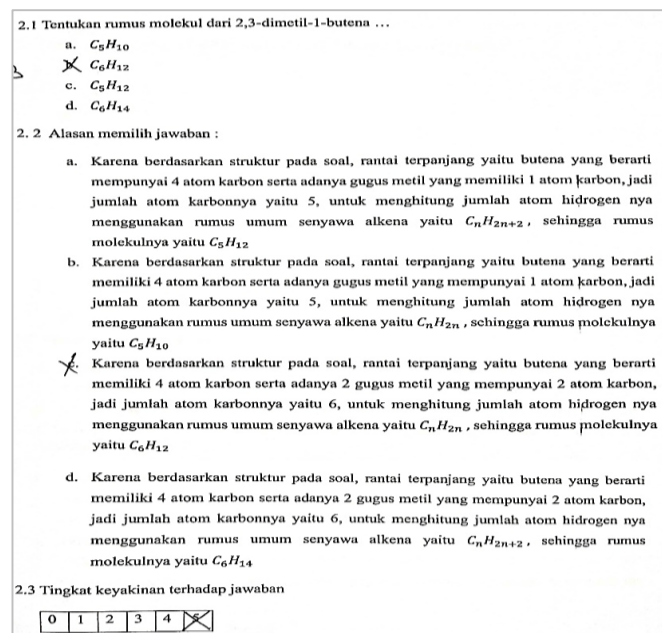 2.1 Tentukan rumus molekul dari 2,3-dimetil-1-butena ...
a. C₅H₁₀
C₆H₁₂
c. C₅H₁₂
d. C₆H₁₄
2. 2 Alasan memilih jawaban :
a. Karena berdasarkan struktur pada soal, rantai terpanjang yaitu butena yang berarti
mempunyai 4 atom karbon serta adanya gugus metil yang memiliki 1 atom karbon, jadi
jumlah atom karbonnya yaitu 5, untuk menghitung jumlah atom hidrogen nya
menggunakan rumus umum senyawa alkena yaitu CₙH₂ₙ₊₂ , sehingga rumus
molekulnya yaitu C₅H₁₂
b. Karena berdasarkan struktur pada soal, rantai terpanjang yaitu butena yang berarti
memiliki 4 atom karbon serta adanya gugus metil yang mempunyai 1 atom karbon, jadi
jumlah atom karbonnya yaitu 5, untuk menghitung jumlah atom hidrogen nya
menggunakan rumus umum senyawa alkena yaitu CₙH₂ₙ , sehingga rumus molekulnya
yaitu C₅H₁₀
Karena berdasarkan struktur pada soal, rantai terpanjang yaitu butena yang berarti
memiliki 4 atom karbon serta adanya 2 gugus metil yang mempunyai 2 atom karbon,
jadi jumlah atom karbonnya yaitu 6, untuk menghitung jumlah atom hidrogen nya
menggunakan rumus umum senyawa alkena yaitu CₙH₂ₙ , sehingga rumus molekulnya
yaitu C₆H₁₂
d. Karena berdasarkan struktur pada soal, rantai terpanjang yaitu butena yang berarti
memiliki 4 atom karbon serta adanya 2 gugus metil yang mempunyai 2 atom karbon,
jadi jumlah atom karbonnya yaitu 6, untuk menghitung jumlah atom hidrogen nya
menggunakan rumus umum senyawa alkena yaitu CₙH₂ₙ₊₂ , sehingga rumus
molekulnya yaitu C₆H₁₄
2.3 Tingkat keyakinan terhadap jawaban
0 1 2 3 4 5